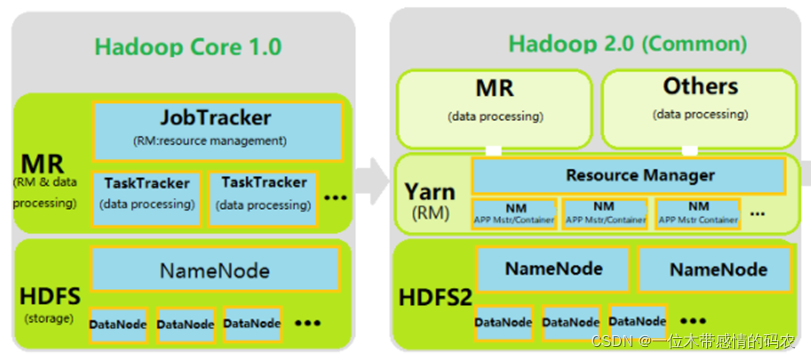 Hadoop Core 1.0
MR
(RM & data
processing)
JobTracker
(RM:resource management)
TaskTracker
(data processing)
TaskTracker
(data processing)
•••
HDFS
(storage)
NameNode
DataNode
DataNode
DataNode
•••
Hadoop 2.0 (Common)
MR
(data processing)
Others
(data processing)
Yarn
(RM)
Resource Manager
NM
APP Mstr/Container
NM
APP Mstr/Container
NM
APP Mstr Container
•••
HDFS2
NameNode
NameNode
DataNode
DataNode
DataNode
•••
CSDN @一位木带感情的码农